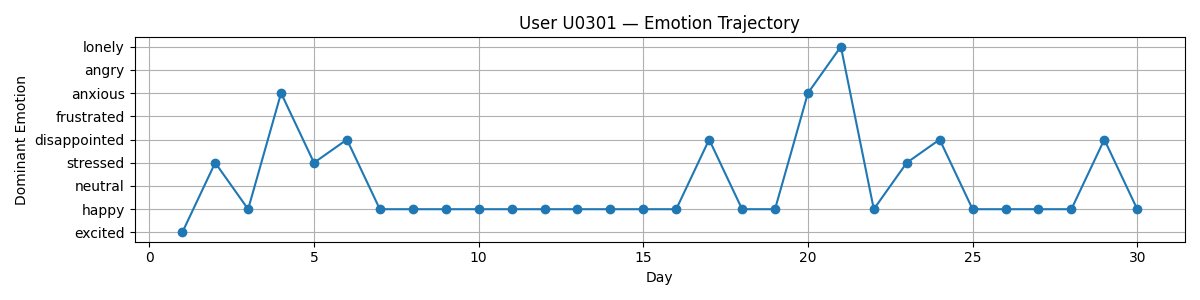 User U0301 — Emotion Trajectory
Dominant Emotion
lonely
angry
anxious
frustrated
disappointed
stressed
neutral
happy
excited
0 5 10 15 20 25 30
Day